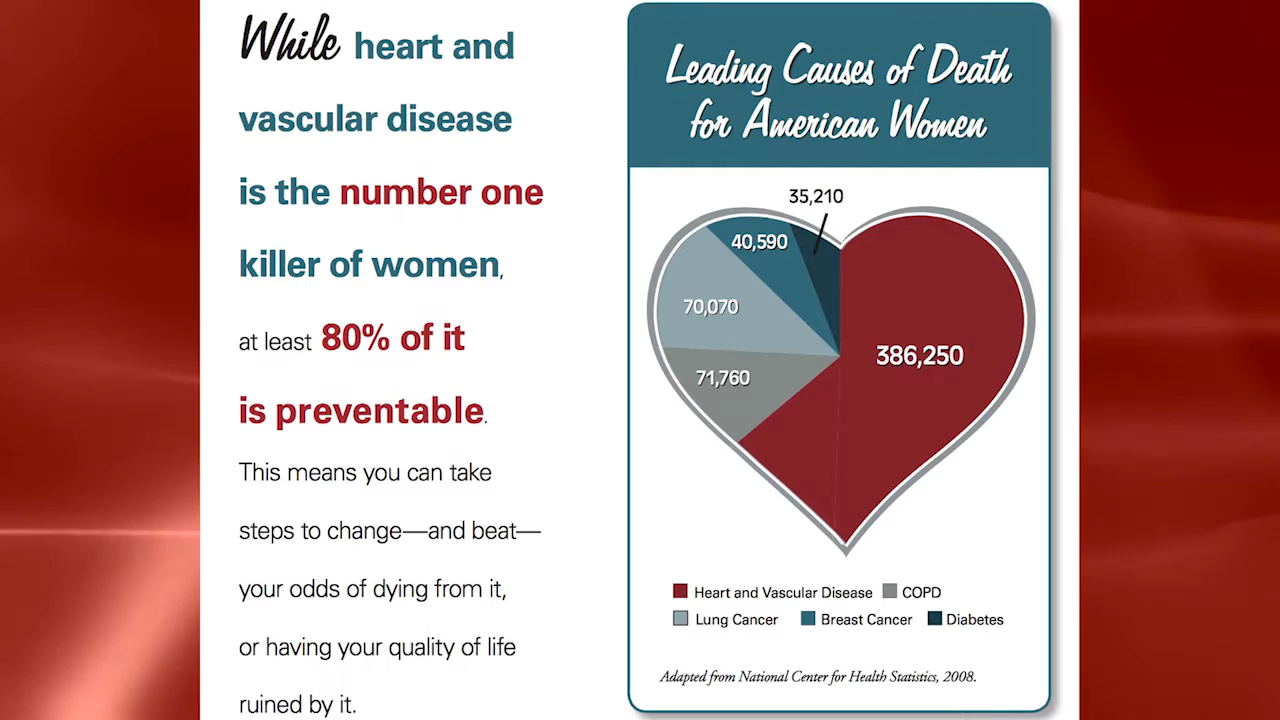 While heart and
vascular disease
is the number one
killer of women,
at least 80% of it
is preventable.
This means you can take
steps to change—and beat—
your odds of dying from it,
or having your quality of life
ruined by it.
Leading Causes of Death
for American Women
35,210
40,590
70,070
386,250
71,760
Heart and Vascular Disease COPD
Lung Cancer Breast Cancer Diabetes
Adapted from National Center for Health Statistics, 2008.